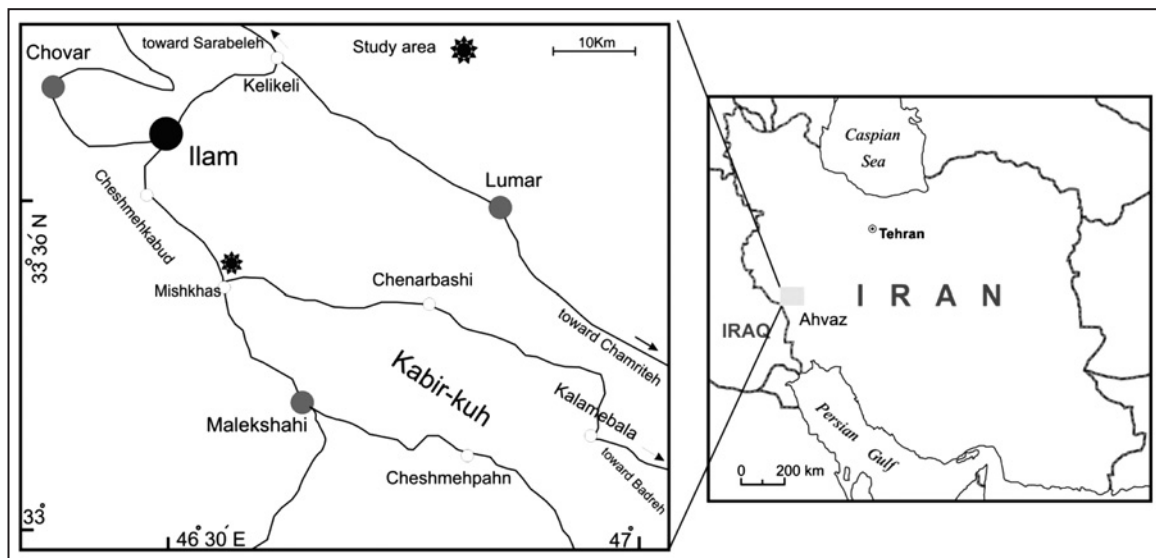 toward Sarabeleh
Study area
10Km
Chovar
Kelikeli
Ilam
Lumar
Cheshmehkabud
33° 30´ N
Mishkhas
Chenarbashi
toward Chamriteh
Kabir-kuh
Kalamebala
Malekshahi
toward Badreh
Cheshmehpahn
33°
46° 30´ E
47°
Caspian
Sea
Tehran
IRAN
Ahvaz
IRAQ
Persian
Gulf
0 200 km